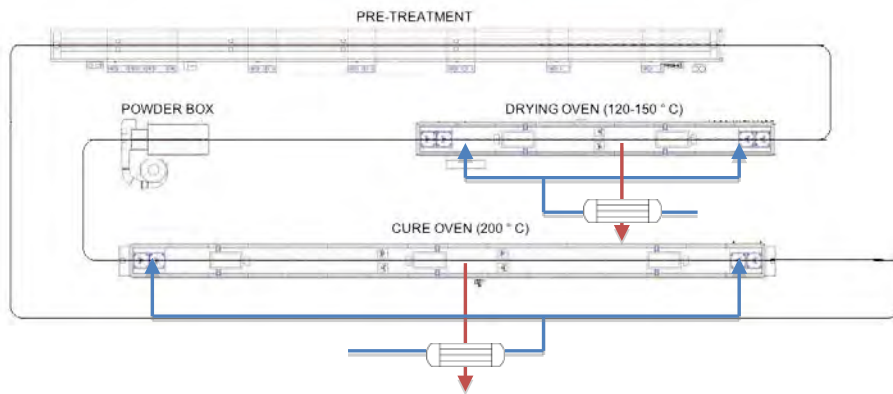 PRE-TREATMENT
POWDER BOX
DRYING OVEN (120-150 ° C)
CURE OVEN (200 ° C)